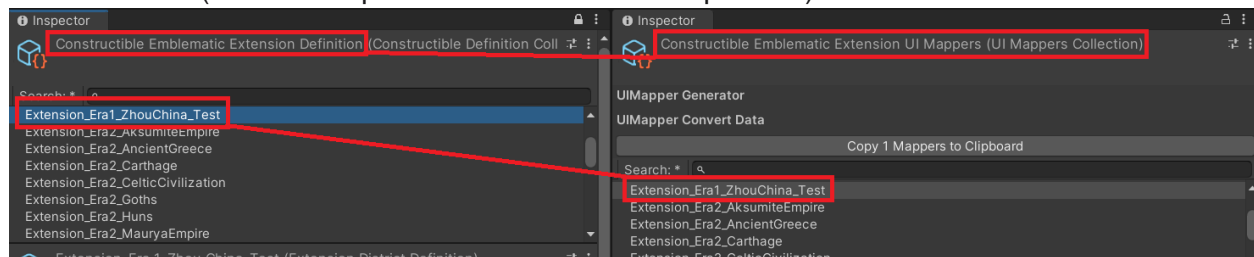 Inspector
Constructible Emblematic Extension Definition (Constructible Definition Coll
Search: *
Extension_Era1_ZhouChina_Test
Extension_Era2_AksumiteEmpire
Extension_Era2_AncientGreece
Extension_Era2_Carthage
Extension_Era2_CelticCivilization
Extension_Era2_Goths
Extension_Era2_Huns
Extension_Era2_MauryaEmpire
Inspector
Constructible Emblematic Extension UI Mappers (UI Mappers Collection)
UIMapper Generator
UIMapper Convert Data
Copy 1 Mappers to Clipboard
Search: *
Extension_Era1_ZhouChina_Test
Extension_Era2_AksumiteEmpire
Extension_Era2_AncientGreece
Extension_Era2_Carthage
Extension_Era2_CelticCivilization